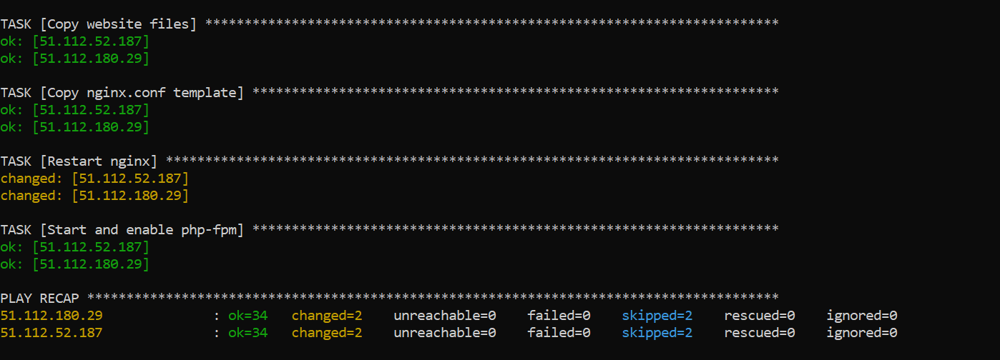 TASK [Copy website files] *************************************************************************
ok: [51.112.52.187]
ok: [51.112.180.29]
TASK [Copy nginx.conf template] *******************************************************************
ok: [51.112.52.187]
ok: [51.112.180.29]
TASK [Restart nginx] ******************************************************************************
changed: [51.112.52.187]
changed: [51.112.180.29]
TASK [Start and enable php-fpm] *******************************************************************
ok: [51.112.52.187]
ok: [51.112.180.29]
PLAY RECAP ****************************************************************************************
51.112.180.29              : ok=34   changed=2    unreachable=0    failed=0    skipped=2    rescued=0    ignored=0
51.112.52.187              : ok=34   changed=2    unreachable=0    failed=0    skipped=2    rescued=0    ignored=0